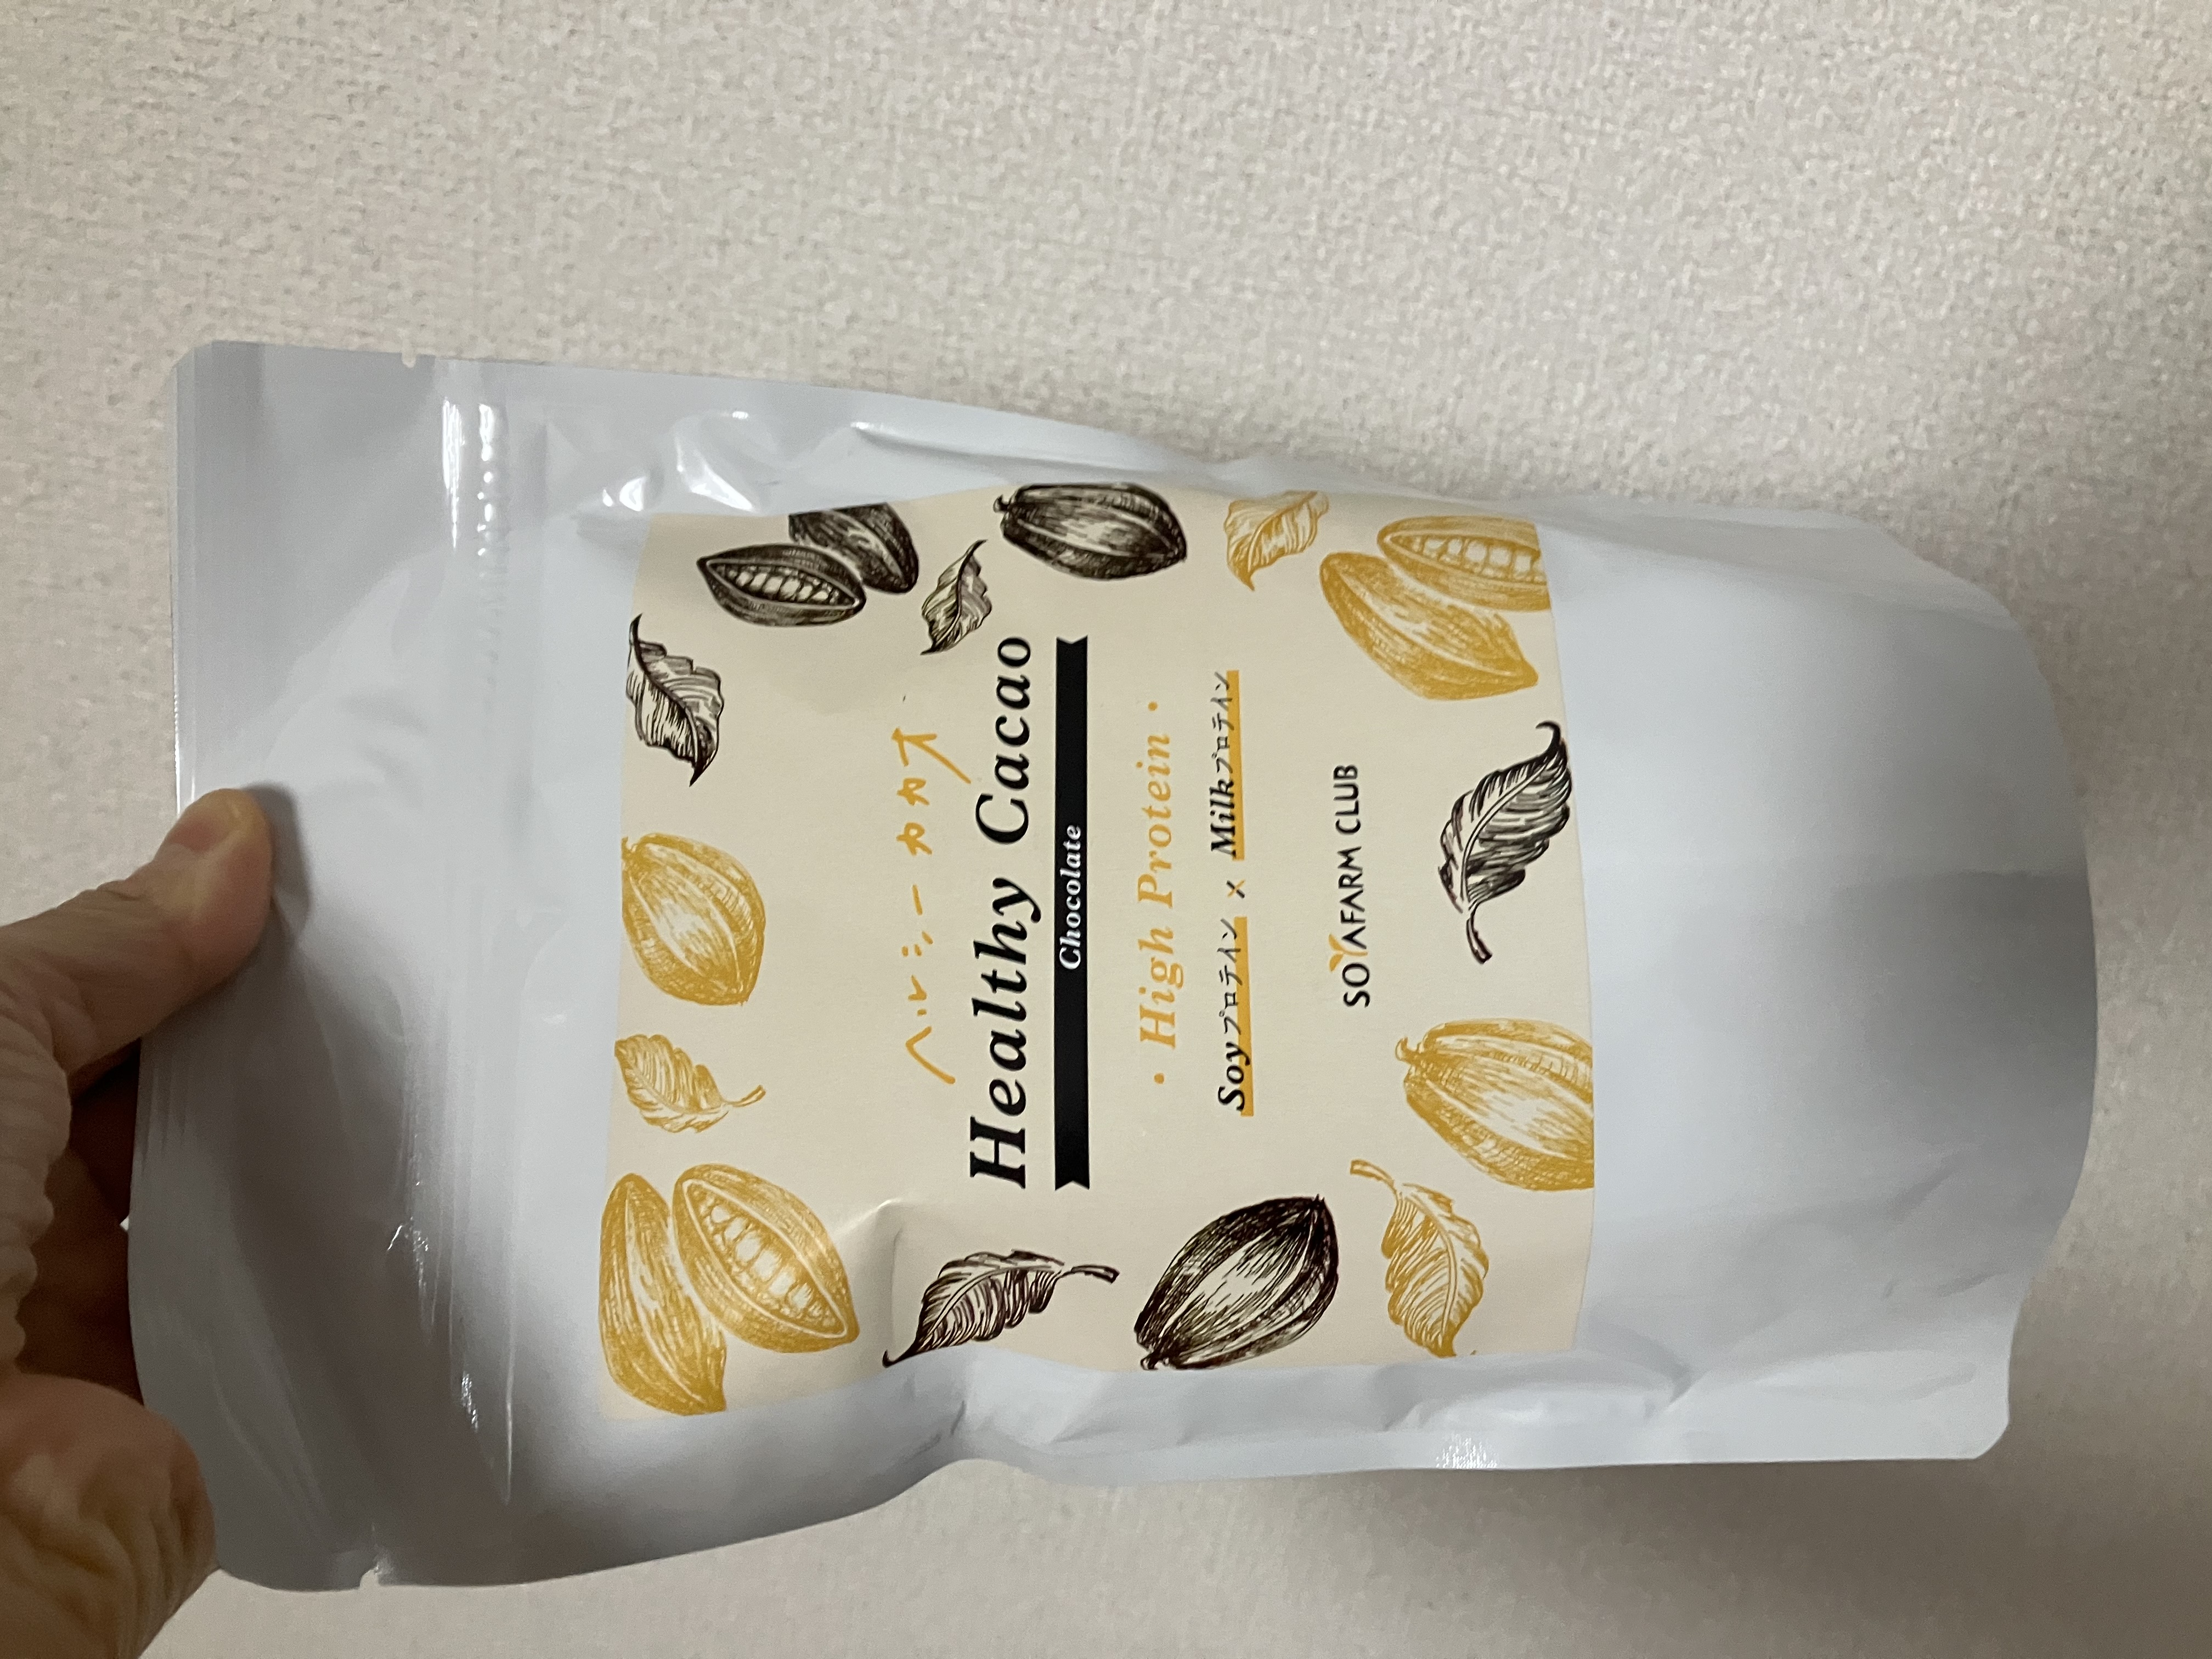 ヘルシーカカオ
Healthy Cacao
Chocolate
・High Protein・
Soyプロテイン × Milkプロテイン
SOYAFARM CLUB